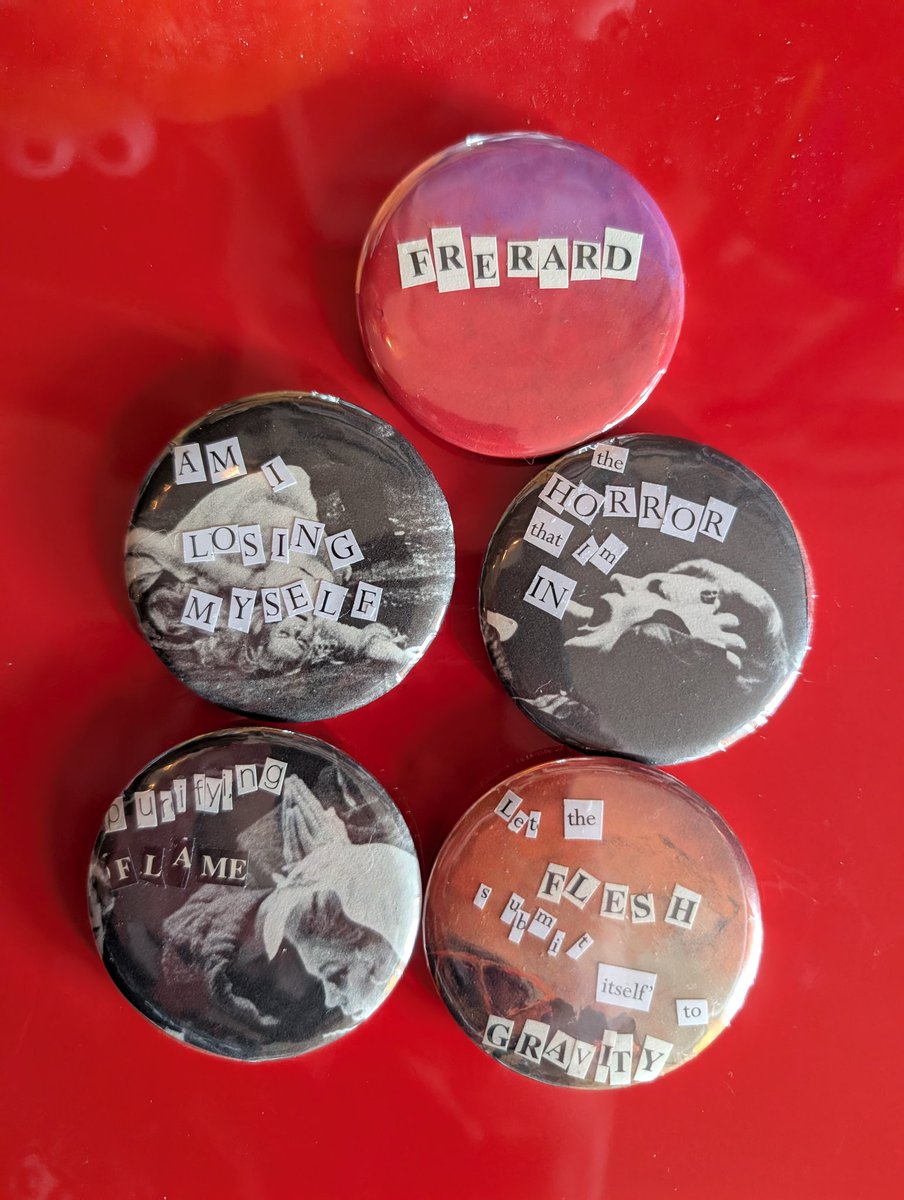 FRERARD
AM I
LOSING
MYSELF
the
HORROR
that I'm
IN
purifying
FLAME
Let the
FLESH
submit
itself' to
GRAVITY